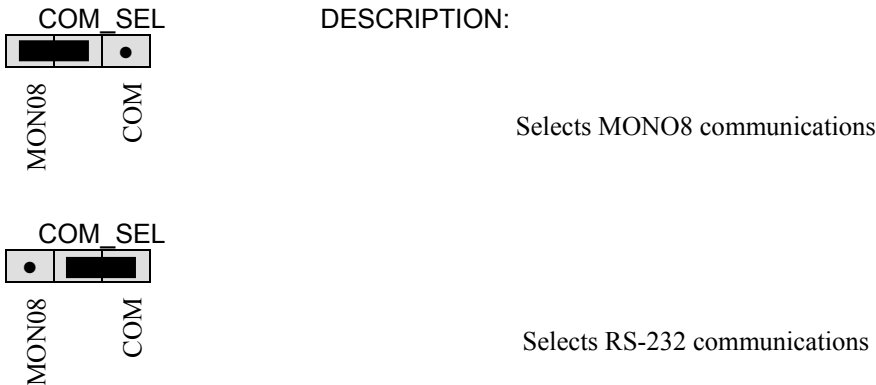 COM_SEL DESCRIPTION:
MON08
COM
Selects MONO8 communications
COM_SEL
MON08
COM
Selects RS-232 communications